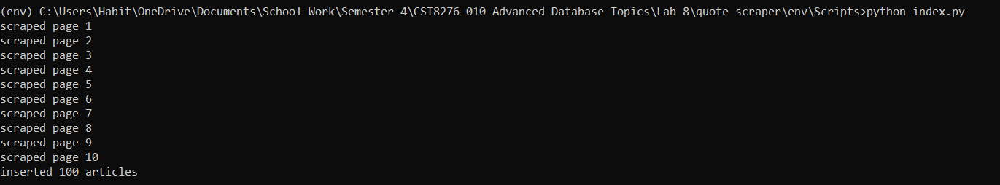 (env) C:\Users\Habit\OneDrive\Documents\School Work\Semester 4\CST8276_010 Advanced Database Topics\Lab 8\quote_scraper\env\Scripts>python index.py
scraped page 1
scraped page 2
scraped page 3
scraped page 4
scraped page 5
scraped page 6
scraped page 7
scraped page 8
scraped page 9
scraped page 10
inserted 100 articles